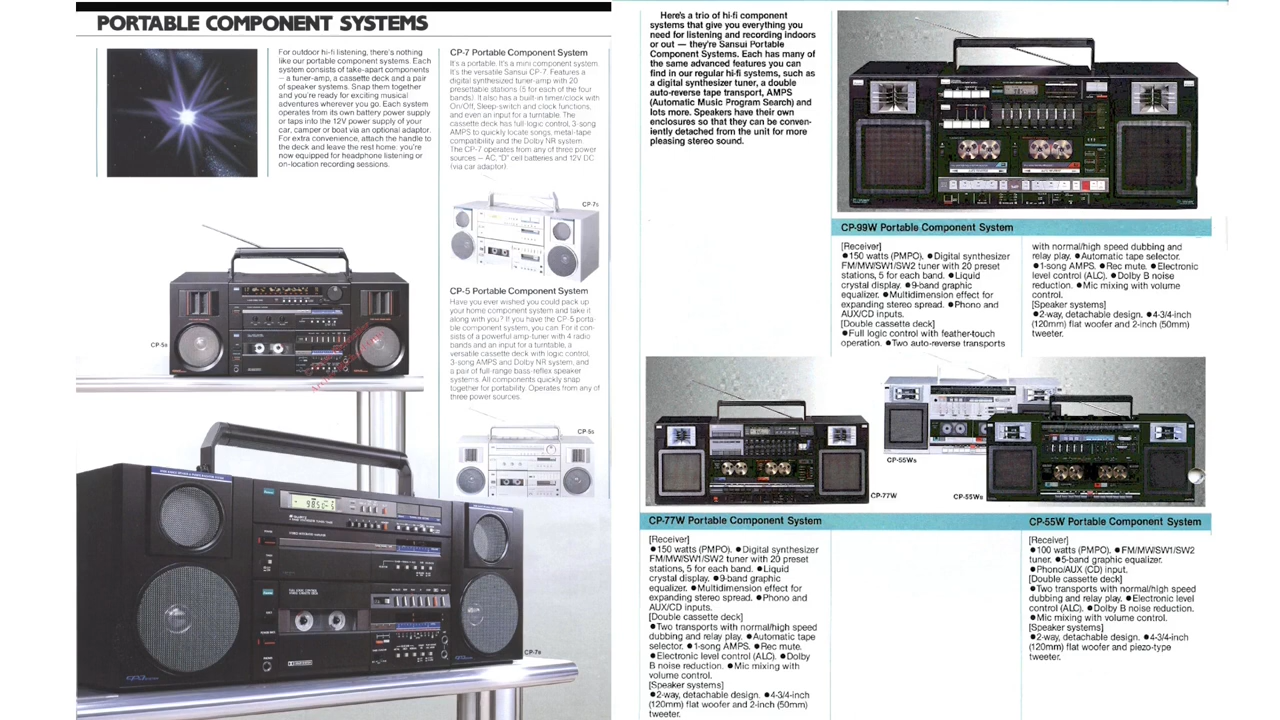 PORTABLE COMPONENT SYSTEMS
For outdoor hi-fi listening, there's nothing
like our portable component systems. Each
system consists of take-apart components
– a tuner-amp, a cassette deck and a pair
of speaker systems. Snap them together
and you're ready for exciting musical
adventures wherever you go. Each system
operates from its own battery power supply
or taps into the 12V power supply of your
car, camper or boat via an optional adaptor.
For extra convenience, attach the handle to
the deck and leave the rest home. you're
now equipped for headphone listening or
on-location recording sessions.
CP-7 Portable Component System
It's a portable. It's a mini component system.
It's the versatile Sansui CP-7. Features a
digital synthesized tuner-amp with 20
presettable stations (5 for each of the four
bands). It also has a built-in timer/clock with
On/Off, Sleep-switch and clock functions,
and even an input for a turntable. The
cassette deck has full logic control, 3-song
AMPS to quickly locate songs, metal-tape
compatibility and the Dolby NR system.
The CP-7 operates from any of three power
sources – AC, "D" cell batteries and 12V DC
(via car adaptor).
CP-7s
CP-5 Portable Component System
Have you ever wished you could pack up
your home component system and take it
along with you? If you have the CP-5 porta-
ble component system, you can. For it con-
sists of a powerful amp-tuner with 4 radio
bands and an input for a turntable, a
versatile cassette deck with logic control,
3-song AMPS and Dolby NR system, and
a pair of full-range bass-reflex speaker
systems. All components quickly snap
together for portability. Operates from any of
three power sources.
CP-5s
CP-5s
98.50
CP-7s
Here's a trio of hi-fi component
systems that give you everything you
need for listening and recording indoors
or out — they're Sansui Portable
Component Systems. Each has many of
the same advanced features you can
find in our regular hi-fi systems, such as
a digital synthesizer tuner, a double
auto-reverse tape transport, AMPS
(Automatic Music Program Search) and
lots more. Speakers have their own
enclosures so that they can be conven-
iently detached from the unit for more
pleasing stereo sound.
CP-99W Portable Component System
[Receiver]
●150 watts (PMPO). ●Digital synthesizer
FM/MW/SW1/SW2 tuner with 20 preset
stations, 5 for each band. ●Liquid
crystal display. ●9-band graphic
equalizer. ●Multidimension effect for
expanding stereo spread. ●Phono and
AUX/CD inputs.
[Double cassette deck]
●Full logic control with feather-touch
operation. ●Two auto-reverse transports
with normal/high speed dubbing and
relay play. ●Automatic tape selector.
●1-song AMPS. ●Rec mute. ●Electronic
level control (ALC). ●Dolby B noise
reduction. ●Mic mixing with volume
control.
[Speaker systems]
●2-way, detachable design. ●4-3/4-inch
(120mm) flat woofer and 2-inch (50mm)
tweeter.
CP-77W
CP-55Ws
CP-55Ws
CP-77W Portable Component System
[Receiver]
●150 watts (PMPO). ●Digital synthesizer
FM/MW/SW1/SW2 tuner with 20 preset
stations, 5 for each band. ●Liquid
crystal display. ●9-band graphic
equalizer. ●Multidimension effect for
expanding stereo spread. ●Phono and
AUX/CD inputs.
[Double cassette deck]
●Two transports with normal/high speed
dubbing and relay play. ●Automatic tape
selector. ●1-song AMPS. ●Rec mute.
●Electronic level control (ALC). ●Dolby
B noise reduction. ●Mic mixing with
volume control.
[Speaker systems]
●2-way, detachable design. ●4-3/4-inch
(120mm) flat woofer and 2-inch (50mm)
tweeter.
CP-55W Portable Component System
[Receiver]
●100 watts (PMPO). ●FM/MW/SW1/SW2
tuner. ●5-band graphic equalizer.
●Phono/AUX (CD) input.
[Double cassette deck]
●Two transports with normal/high speed
dubbing and relay play. ●Electronic level
control (ALC). ●Dolby B noise reduction.
●Mic mixing with volume control.
[Speaker systems]
●2-way, detachable design. ●4-3/4-inch
(120mm) flat woofer and piezo-type
tweeter.